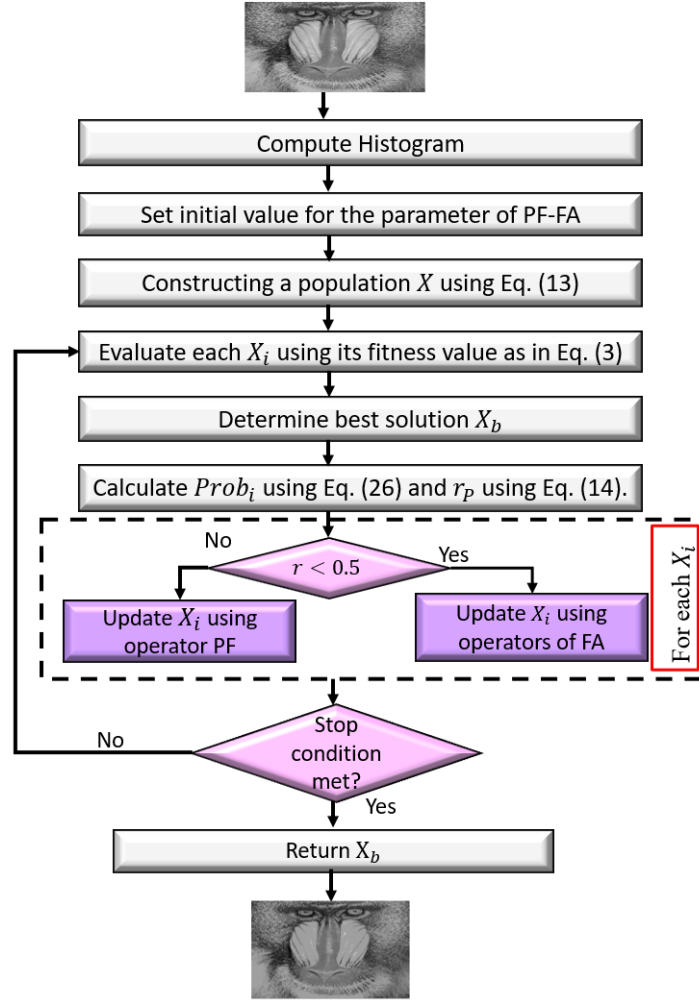 Compute Histogram
Set initial value for the parameter of PF-FA
Constructing a population X using Eq. (13)
Evaluate each Xᵢ using its fitness value as in Eq. (3)
Determine best solution X_b
Calculate Probᵢ using Eq. (26) and r_P using Eq. (14).
No
r < 0.5
Yes
Update Xᵢ using
operator PF
Update Xᵢ using
operators of FA
For each Xᵢ
Stop
condition
met?
No
Yes
Return X_b